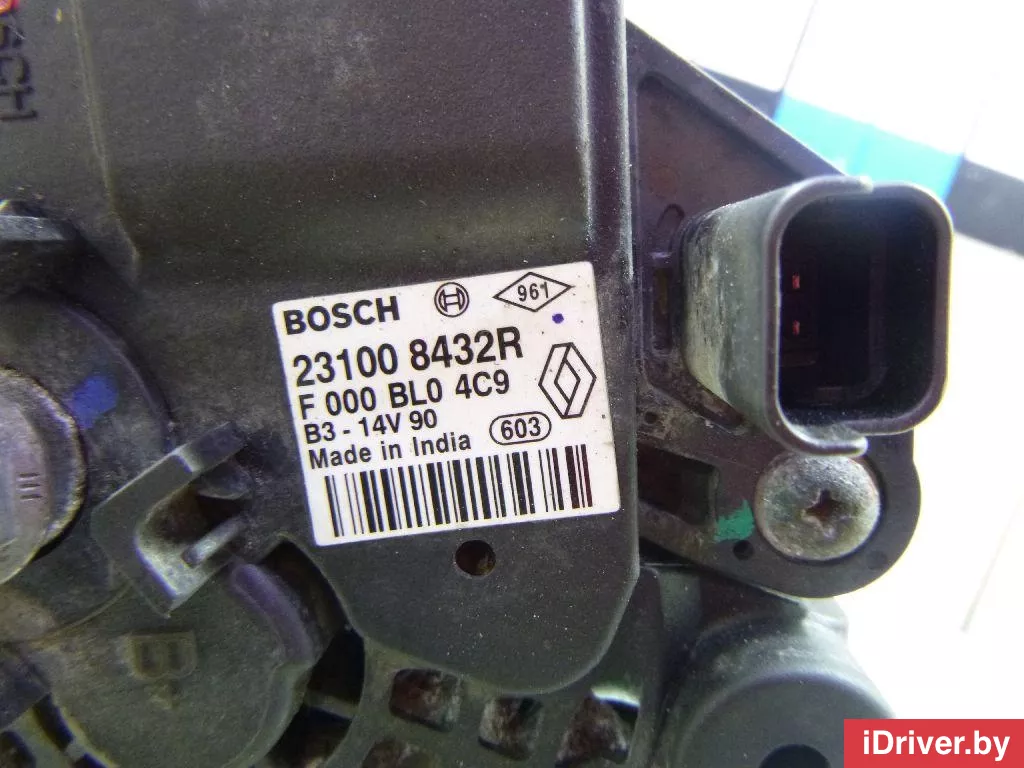 BOSCH
961
23100 8432R
F 000 BL0 4C9
B3 - 14V 90
Made in India
603
iDriver.by